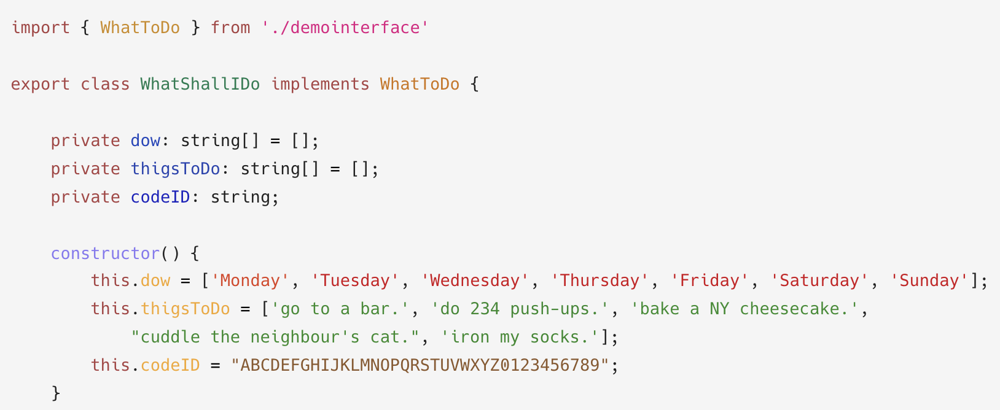 import { WhatToDo } from './demointerface'
export class WhatShallIDo implements WhatToDo {
private dow: string[] = [];
private thigsToDo: string[] = [];
private codeID: string;
constructor() {
this.dow = ['Monday', 'Tuesday', 'Wednesday', 'Thursday', 'Friday', 'Saturday', 'Sunday'];
this.thigsToDo = ['go to a bar.', 'do 234 push-ups.', 'bake a NY cheesecake.',
"cuddle the neighbour's cat.", 'iron my socks.'];
this.codeID = "ABCDEFGHIJKLMNOPQRSTUVWXYZ0123456789";
}